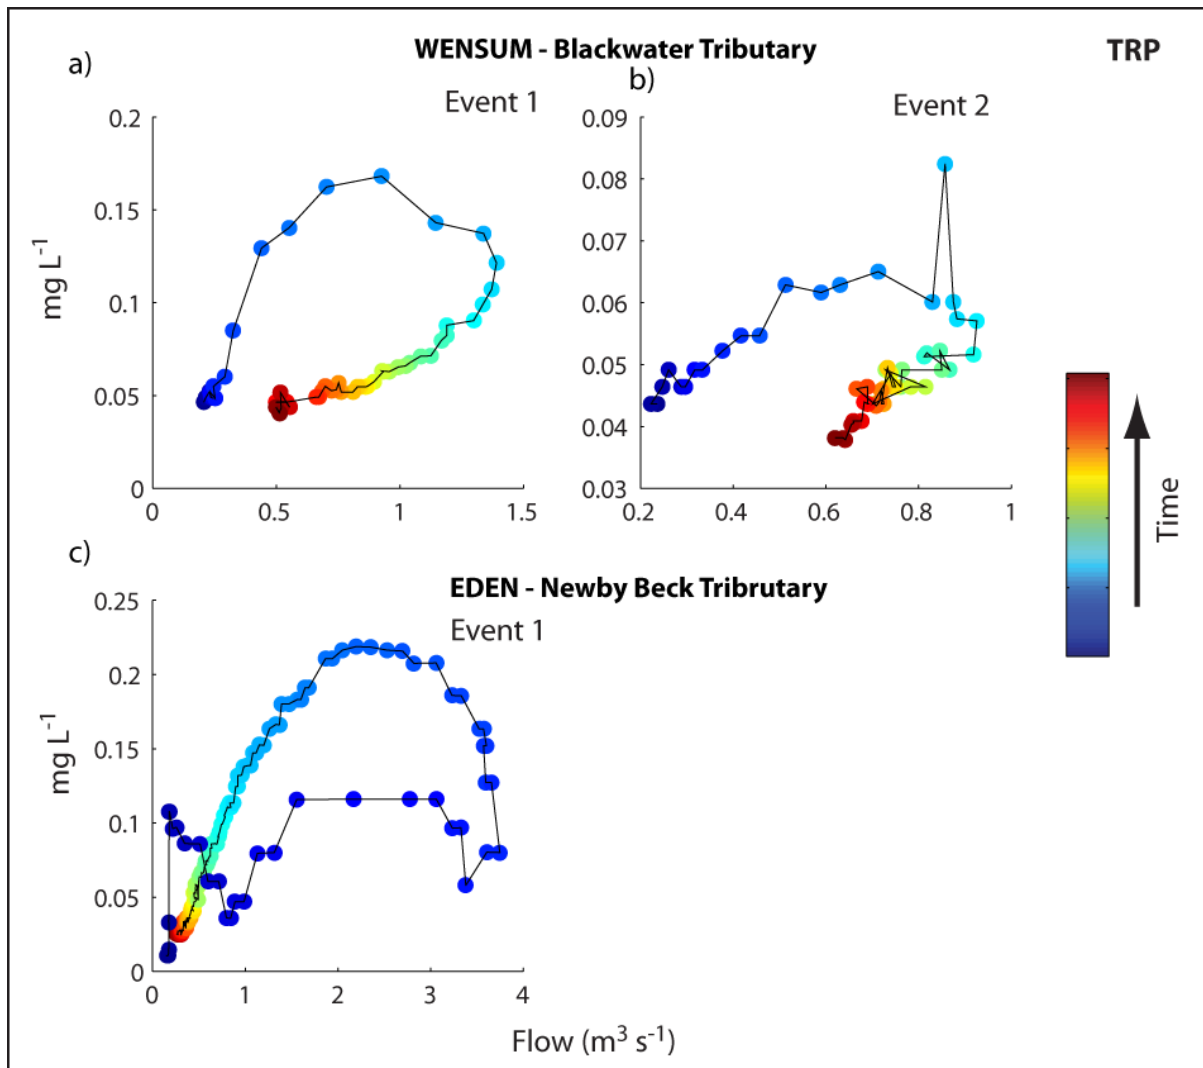 WENSUM - Blackwater Tributary
TRP
a)
Event 1
b)
Event 2
0.2
0.15
0.1
0.05
0
mg L⁻¹
0
0.5
1
1.5
0.09
0.08
0.07
0.06
0.05
0.04
0.03
0.2
0.4
0.6
0.8
1
Time
c)
EDEN - Newby Beck Tribrutary
Event 1
0.25
0.2
0.15
0.1
0.05
0
mg L⁻¹
0
1
2
3
4
Flow (m³ s⁻¹)